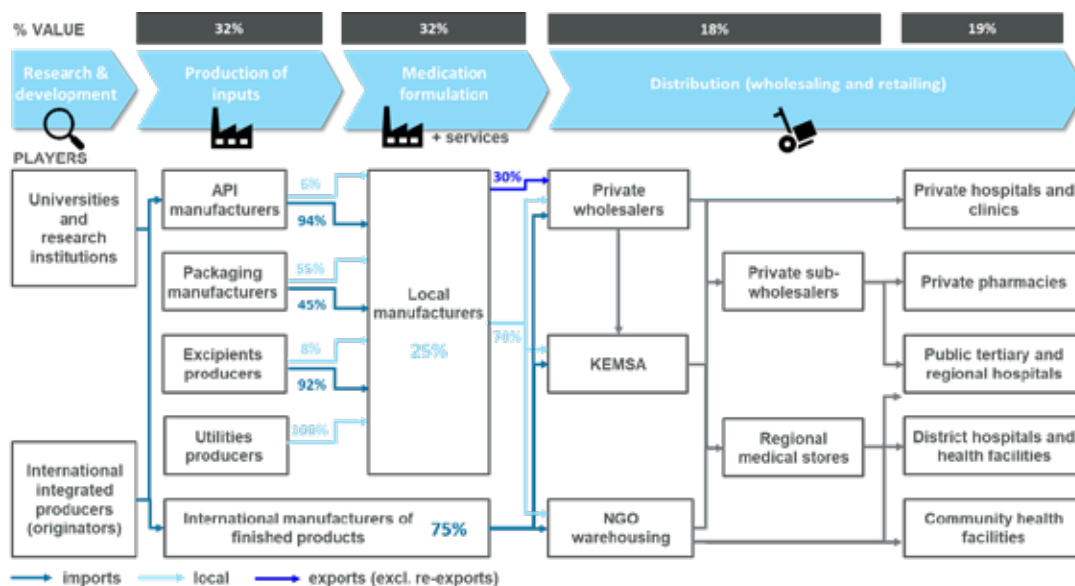 % VALUE
32%
32%
18%
19%
Research &
development
Production of
inputs
Medication
formulation
+ services
Distribution (wholesaling and retailing)
PLAYERS
Universities
and
research
institutions
International
integrated
producers
(originators)
API
manufacturers
6%
94%
Packaging
manufacturers
55%
45%
Excipients
producers
8%
92%
Utilities
producers
100%
Local
manufacturers
25%
International manufacturers of
finished products
75%
30%
70%
Private
wholesalers
KEMSA
NGO
warehousing
Private sub-
wholesalers
Regional
medical stores
Private hospitals and
clinics
Private pharmacies
Public tertiary and
regional hospitals
District hospitals and
health facilities
Community health
facilities
imports
local
exports (excl. re-exports)